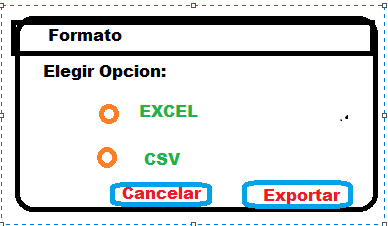 Formato
Elegir Opcion:
EXCEL
CSV
Cancelar Exportar